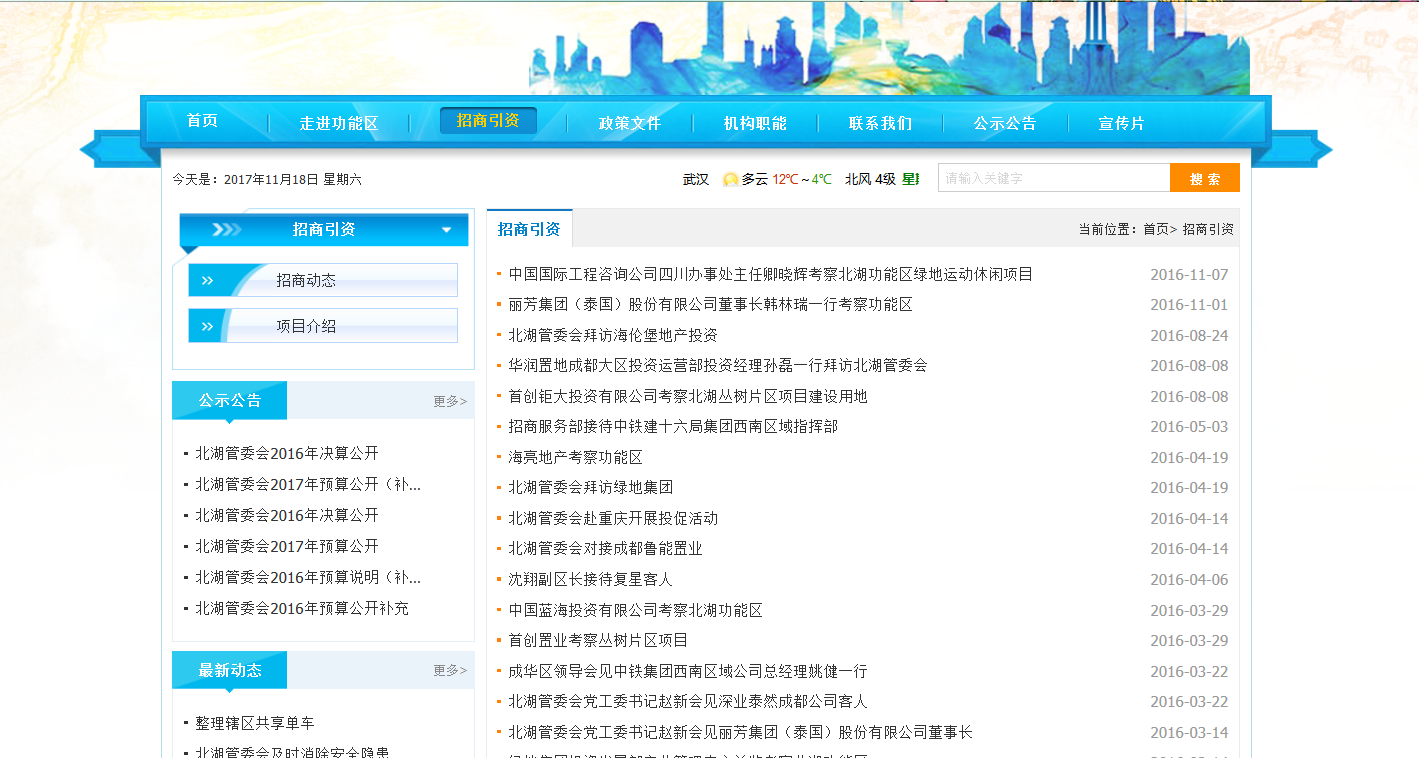 首页 走进功能区 招商引资 政策文件 机构职能 联系我们 公示公告 宣传片
今天是：2017年11月18日 星期六
武汉 多云 12℃～4℃ 北风 4级
请输入关键字
搜 索
招商引资
招商动态
项目介绍
公示公告 更多>
北湖管委会2016年决算公开
北湖管委会2017年预算公开（补...
北湖管委会2016年决算公开
北湖管委会2017年预算公开
北湖管委会2016年预算说明（补...
北湖管委会2016年预算公开补充
最新动态 更多>
整理辖区共享单车
北湖管委会及时消除安全隐患
招商引资
当前位置：首页> 招商引资
中国国际工程咨询公司四川办事处主任卿晓辉考察北湖功能区绿地运动休闲项目 2016-11-07
丽芳集团（泰国）股份有限公司董事长韩林瑞一行考察功能区 2016-11-01
北湖管委会拜访海伦堡地产投资 2016-08-24
华润置地成都大区投资运营部投资经理孙磊一行拜访北湖管委会 2016-08-08
首创钜大投资有限公司考察北湖丛树片区项目建设用地 2016-08-08
招商服务部接待中铁建十六局集团西南区域指挥部 2016-05-03
海亮地产考察功能区 2016-04-19
北湖管委会拜访绿地集团 2016-04-19
北湖管委会赴重庆开展投促活动 2016-04-14
北湖管委会对接成都鲁能置业 2016-04-14
沈翔副区长接待复星客人 2016-04-06
中国蓝海投资有限公司考察北湖功能区 2016-03-29
首创置业考察丛树片区项目 2016-03-29
成华区领导会见中铁集团西南区域公司总经理姚健一行 2016-03-22
北湖管委会党工委书记赵新会见深业泰然成都公司客人 2016-03-22
北湖管委会党工委书记赵新会见丽芳集团（泰国）股份有限公司董事长 2016-03-14